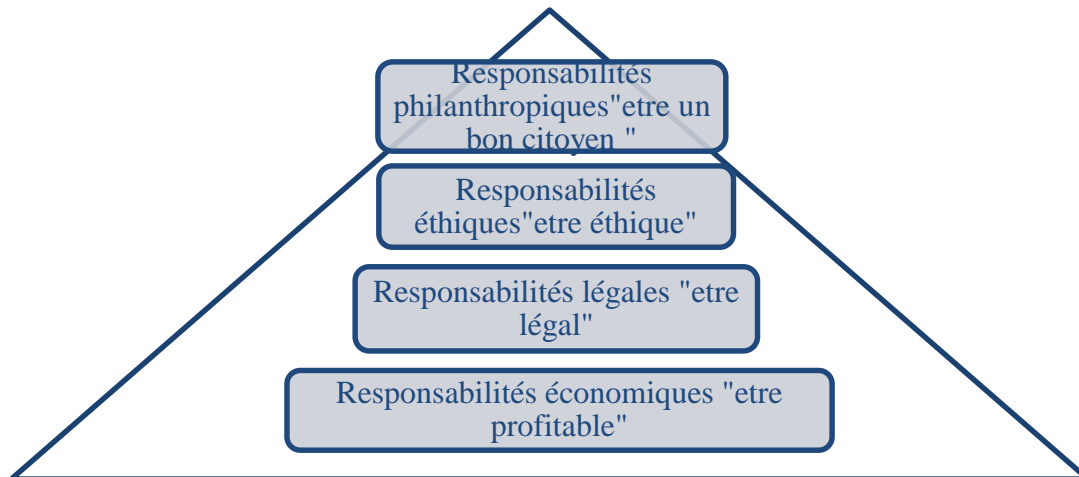 Responsabilités
philanthropiques"etre un
bon citoyen "
Responsabilités
éthiques"etre éthique"
Responsabilités légales "etre
légal"
Responsabilités économiques "etre
profitable"